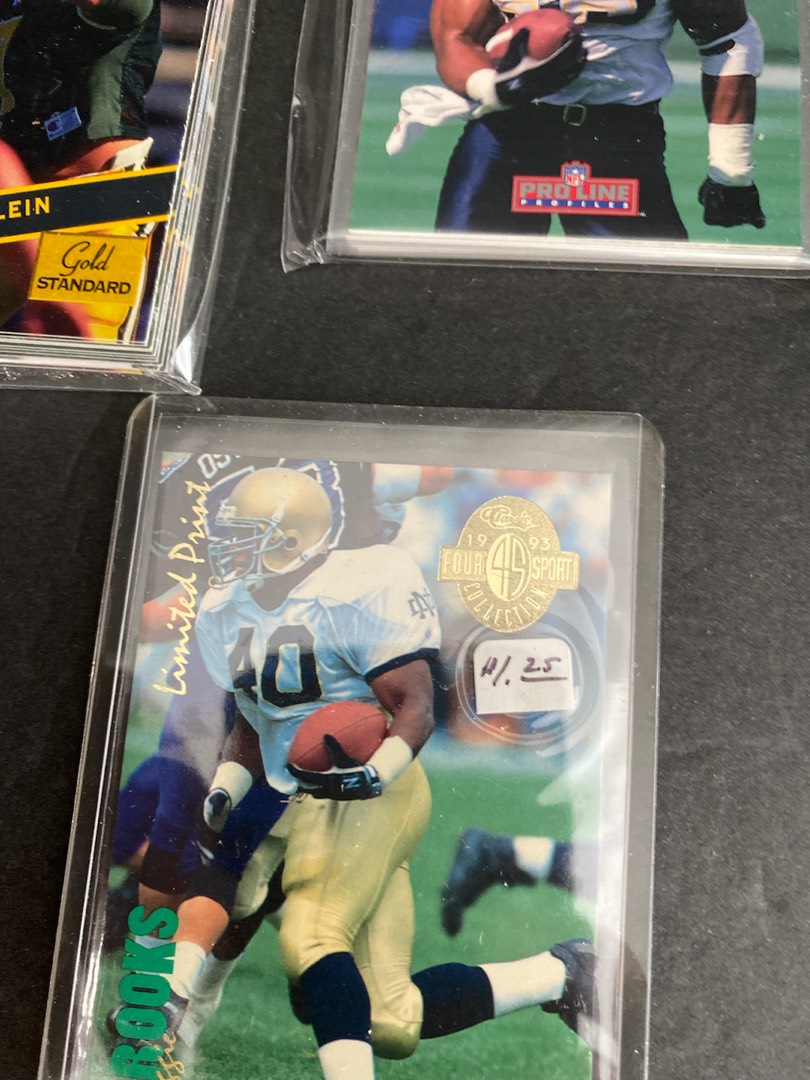 LEIN
Gold
STANDARD
NFL
PRO LINE
PROFILES
Limited Print
Classic
1993
FOUR 4S SPORT
COLLECTION
#1. 25
40
N
ROOKS
ggie